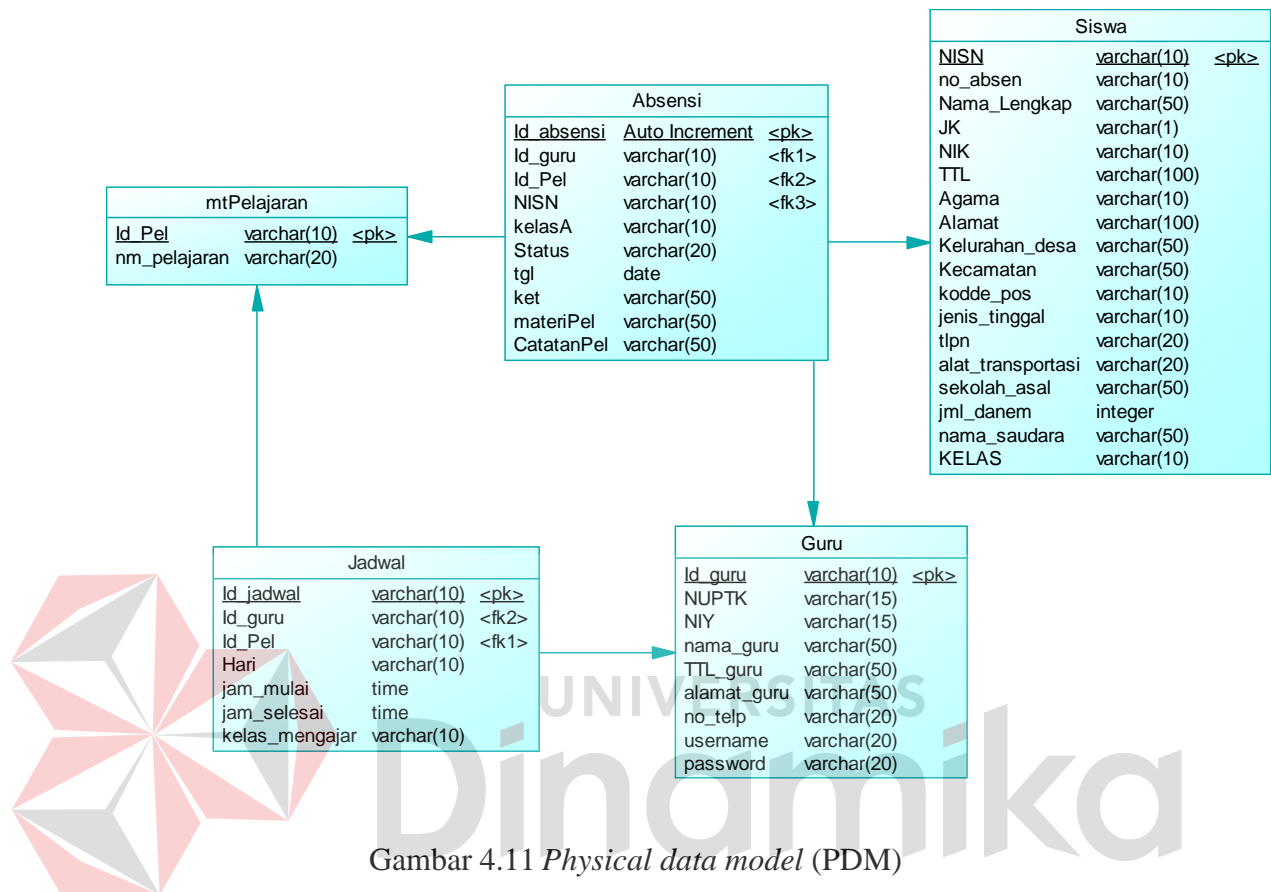 Siswa
NISN varchar(10) <pk>
no_absen varchar(10)
Nama_Lengkap varchar(50)
JK varchar(1)
NIK varchar(10)
TTL varchar(100)
Agama varchar(10)
Alamat varchar(100)
Kelurahan_desa varchar(50)
Kecamatan varchar(50)
kodde_pos varchar(10)
jenis_tinggal varchar(10)
tlpn varchar(20)
alat_transportasi varchar(20)
sekolah_asal varchar(50)
jml_danem integer
nama_saudara varchar(50)
KELAS varchar(10)
Absensi
Id_absensi Auto Increment <pk>
Id_guru varchar(10) <fk1>
Id_Pel varchar(10) <fk2>
NISN varchar(10) <fk3>
kelasA varchar(10)
Status varchar(20)
tgl date
ket varchar(50)
materiPel varchar(50)
CatatanPel varchar(50)
mtPelajaran
Id_Pel varchar(10) <pk>
nm_pelajaran varchar(20)
Jadwal
Id_jadwal varchar(10) <pk>
Id_guru varchar(10) <fk2>
Id_Pel varchar(10) <fk1>
Hari varchar(10)
jam_mulai time
jam_selesai time
kelas_mengajar varchar(10)
Guru
Id_guru varchar(10) <pk>
NUPTK varchar(15)
NIY varchar(15)
nama_guru varchar(50)
TTL_guru varchar(50)
alamat_guru varchar(50)
no_telp varchar(20)
username varchar(20)
password varchar(20)
UNIVERSITAS
Dinamika
Gambar 4.11 Physical data model (PDM)